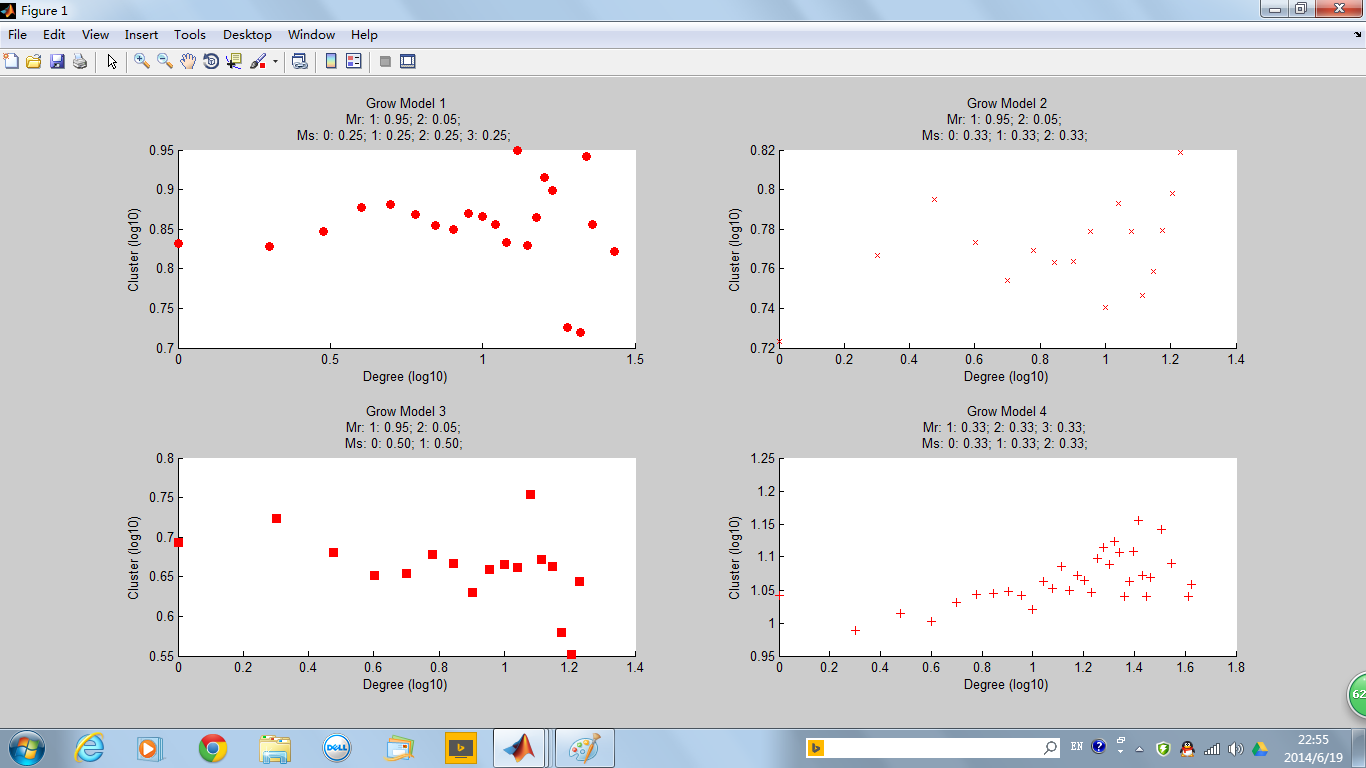 Figure 1
File Edit View Insert Tools Desktop Window Help
Grow Model 1
Mr: 1: 0.95; 2: 0.05;
Ms: 0: 0.25; 1: 0.25; 2: 0.25; 3: 0.25;
0.95
0.9
0.85
0.8
0.75
0.7
Cluster (log10)
0 0.5 1 1.5
Degree (log10)
Grow Model 2
Mr: 1: 0.95; 2: 0.05;
Ms: 0: 0.33; 1: 0.33; 2: 0.33;
0.82
0.8
0.78
0.76
0.74
0.72
Cluster (log10)
0 0.2 0.4 0.6 0.8 1 1.2 1.4
Degree (log10)
Grow Model 3
Mr: 1: 0.95; 2: 0.05;
Ms: 0: 0.50; 1: 0.50;
0.8
0.75
0.7
0.65
0.6
0.55
Cluster (log10)
0 0.2 0.4 0.6 0.8 1 1.2 1.4
Degree (log10)
Grow Model 4
Mr: 1: 0.33; 2: 0.33; 3: 0.33;
Ms: 0: 0.33; 1: 0.33; 2: 0.33;
1.25
1.2
1.15
1.1
1.05
1
0.95
Cluster (log10)
0 0.2 0.4 0.6 0.8 1 1.2 1.4 1.6 1.8
Degree (log10)
62
DELL
EN
22:55
2014/6/19